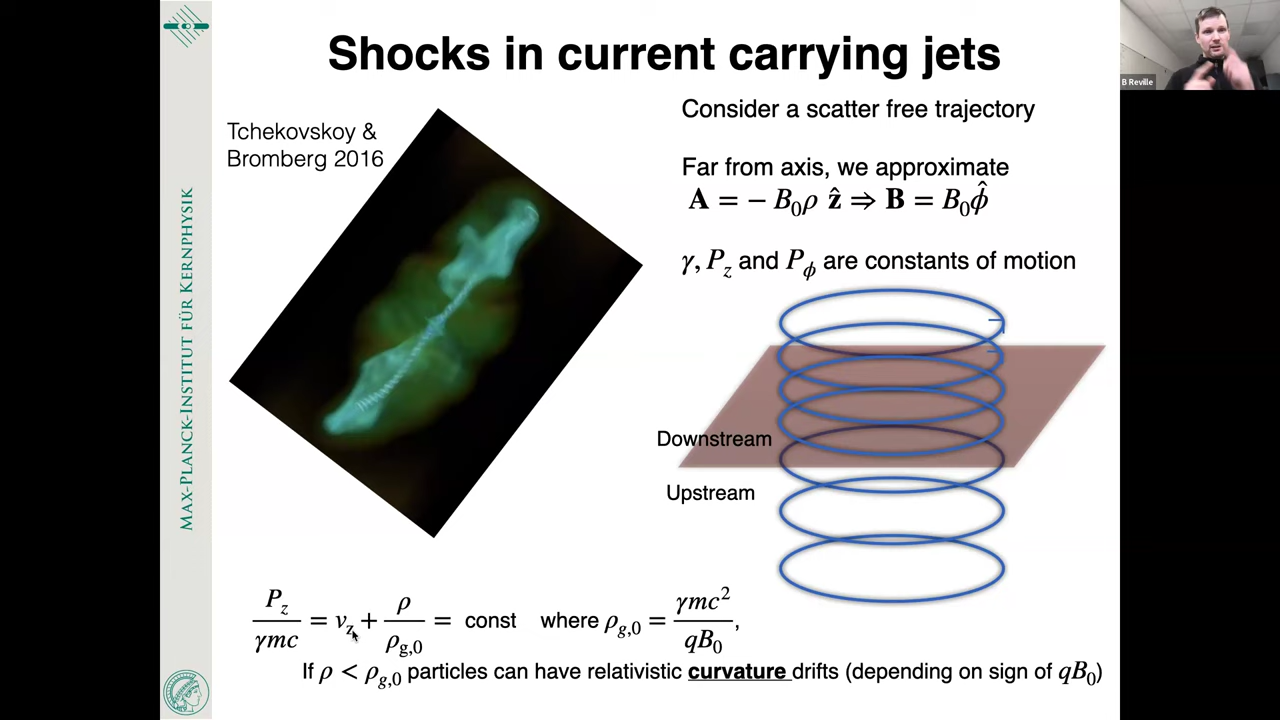 Shocks in current carrying jets
B Reville
MAX-PLANCK-INSTITUT FÜR KERNPHYSIK
Tchekovskoy &
Bromberg 2016
Consider a scatter free trajectory
Far from axis, we approximate
A = − B₀ρ ẑ ⇒ B = B₀ϕ̂
γ, P_z and P_ϕ are constants of motion
Downstream
Upstream
P_z/γmc = v_z + ρ/ρ_g,0 = const where ρ_g,0 = γmc²/qB₀,
If ρ < ρ_g,0 particles can have relativistic curvature drifts (depending on sign of qB₀)